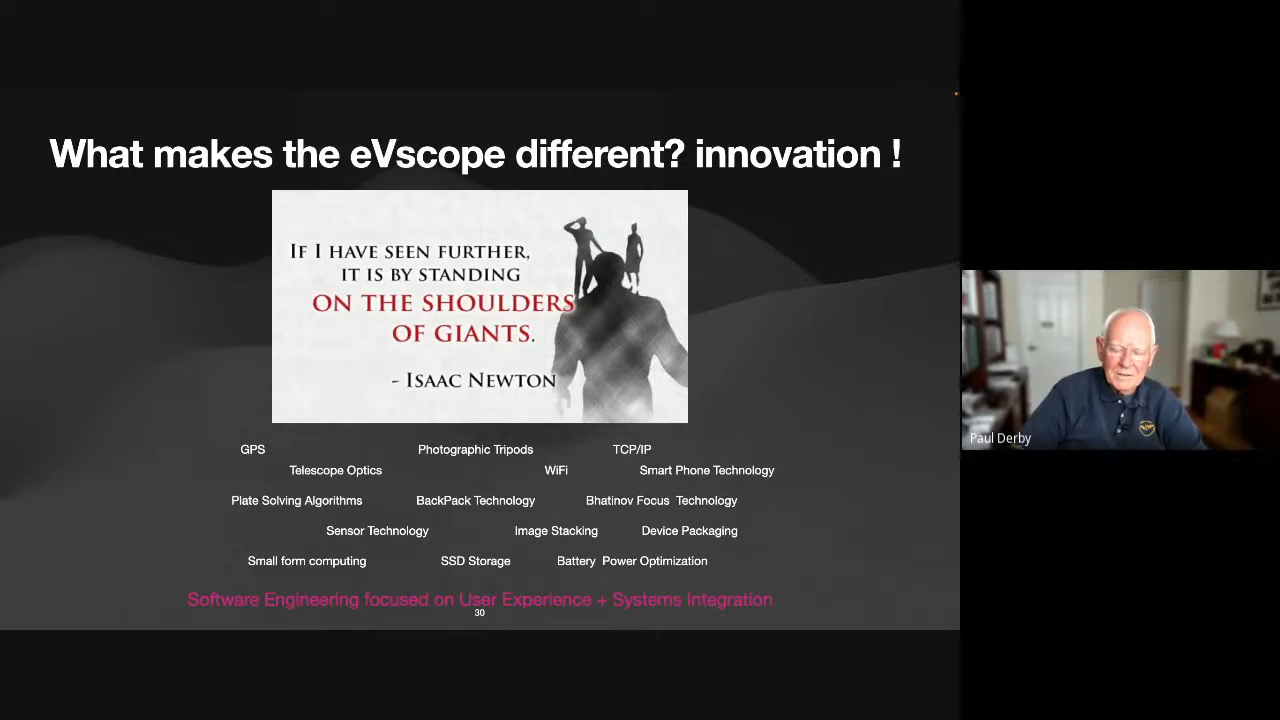 What makes the eVscope different? innovation !
If I have seen further,
it is by standing
on the shoulders
of giants.
- Isaac Newton
GPS Photographic Tripods TCP/IP
Telescope Optics WiFi Smart Phone Technology
Plate Solving Algorithms BackPack Technology Bhatinov Focus Technology
Sensor Technology Image Stacking Device Packaging
Small form computing SSD Storage Battery Power Optimization
Software Engineering focused on User Experience + Systems Integration
30
Paul Derby